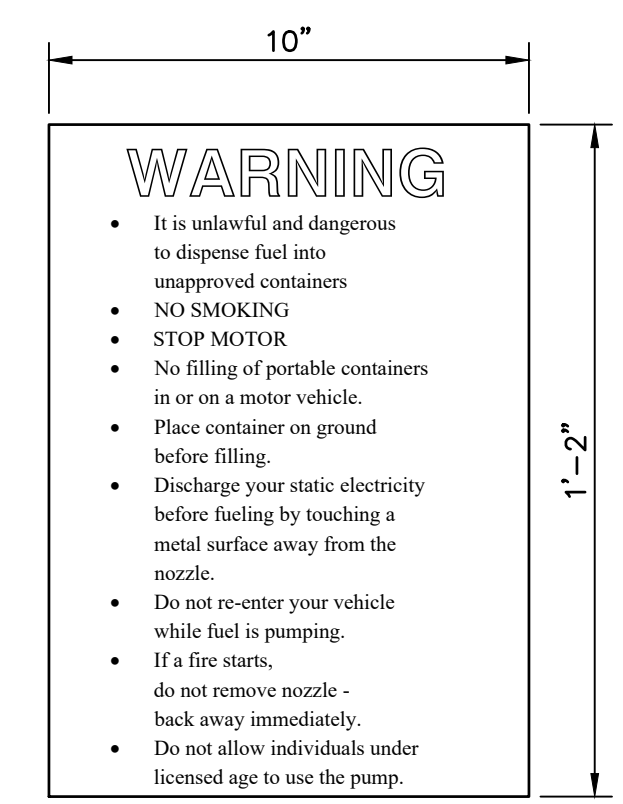 10”
WARNING
• It is unlawful and dangerous
to dispense fuel into
unapproved containers
• NO SMOKING
• STOP MOTOR
• No filling of portable containers
in or on a motor vehicle.
• Place container on ground
before filling.
• Discharge your static electricity
before fueling by touching a
metal surface away from the
nozzle.
• Do not re-enter your vehicle
while fuel is pumping.
• If a fire starts,
do not remove nozzle -
back away immediately.
• Do not allow individuals under
licensed age to use the pump.
1’–2”